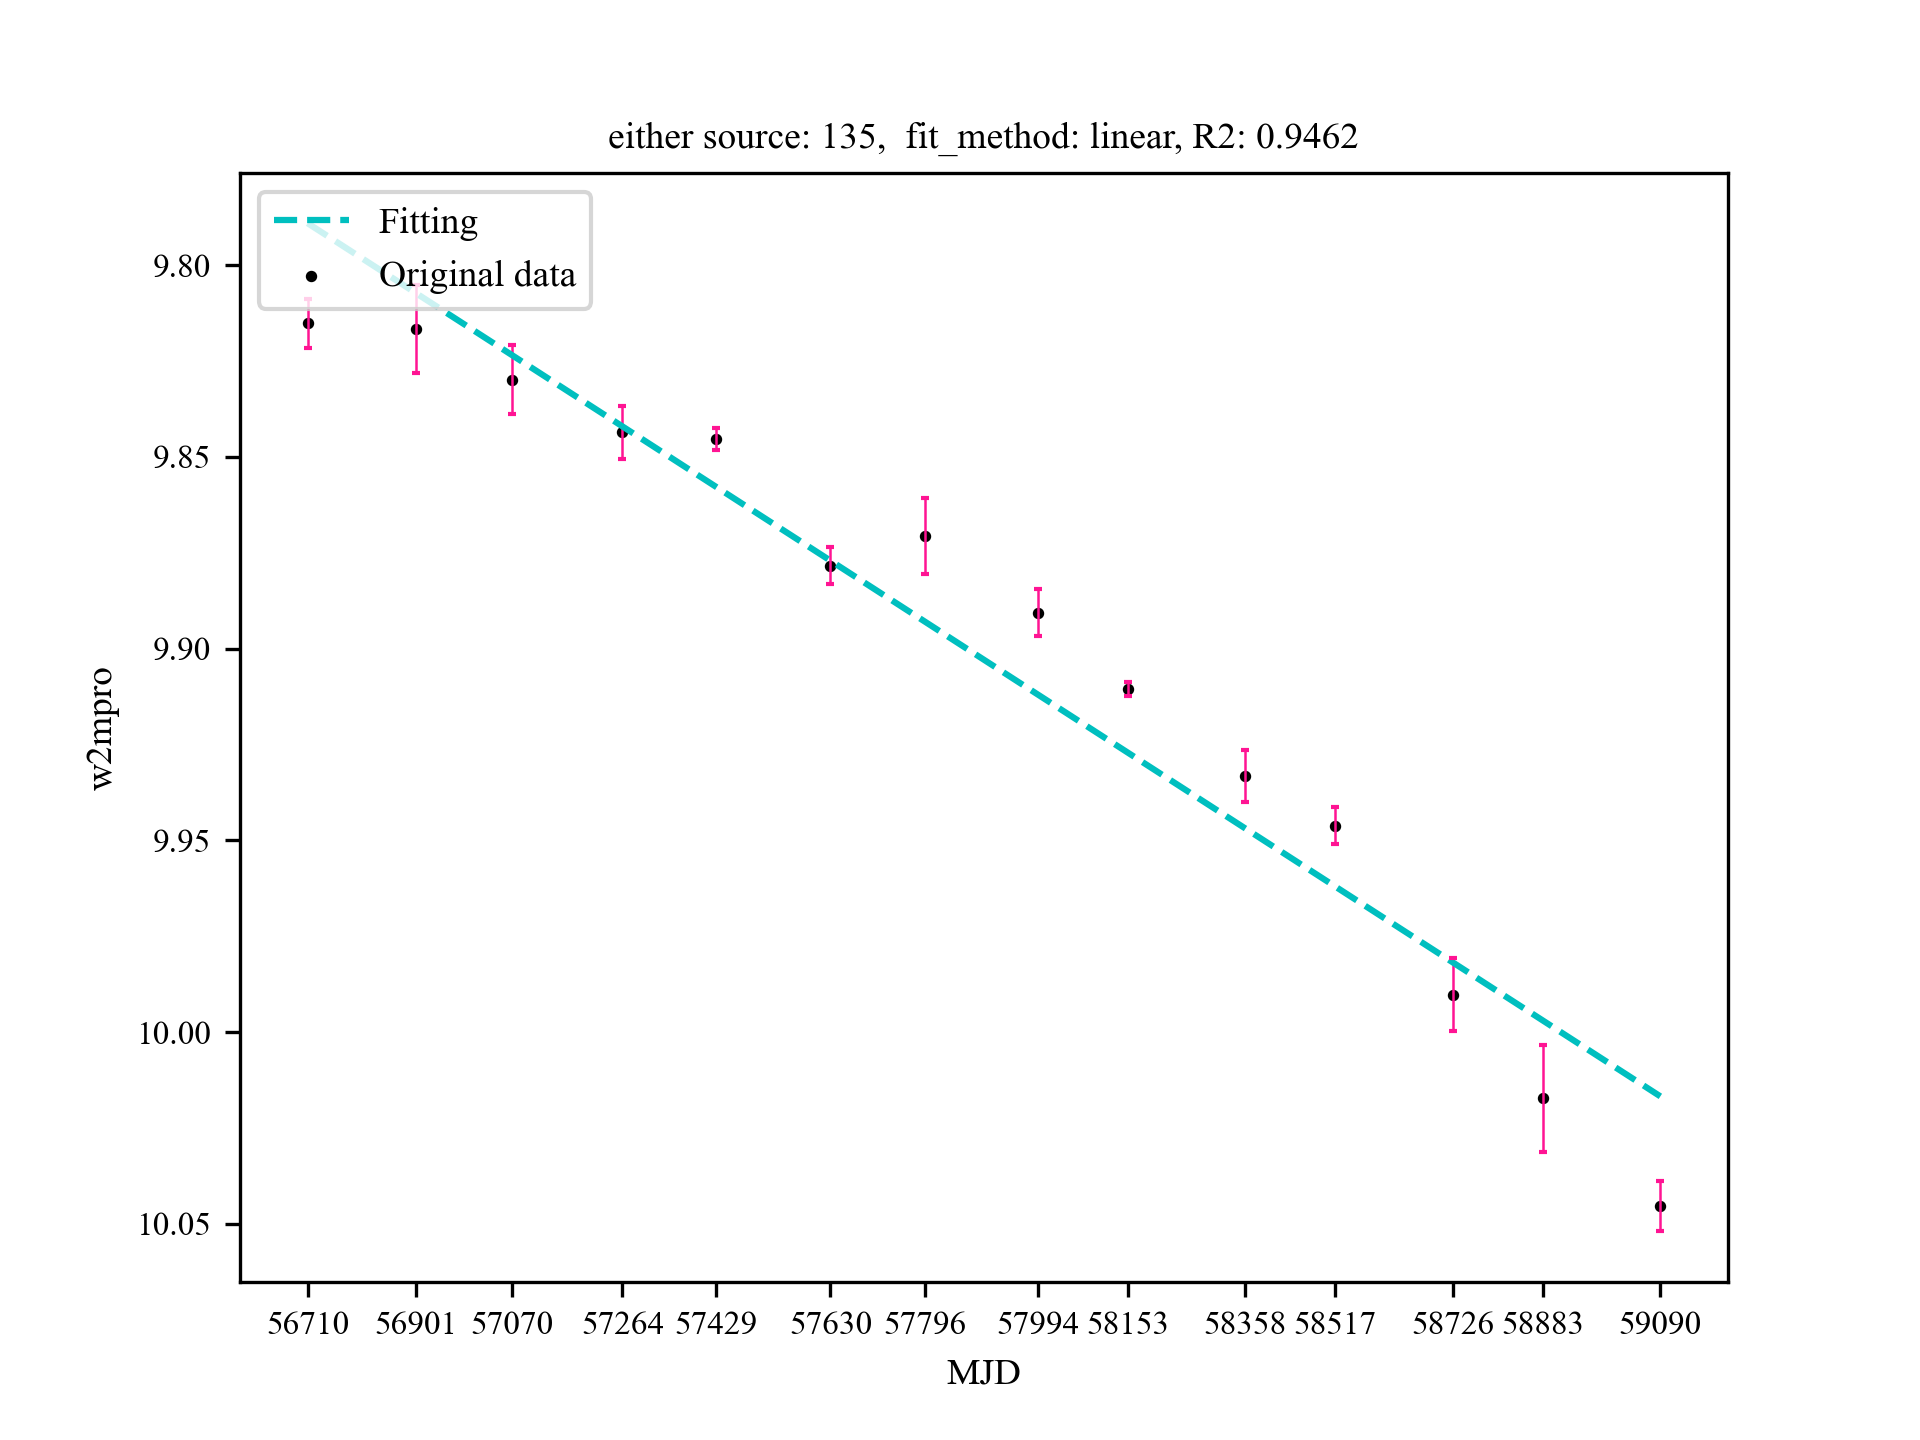 either source: 135,  fit_method: linear, R2: 0.9462
Fitting
Original data
9.80
9.85
9.90
9.95
10.00
10.05
w2mpro
56710 56901 57070 57264 57429 57630 57796 57994 58153 58358 58517 58726 58883 59090
MJD